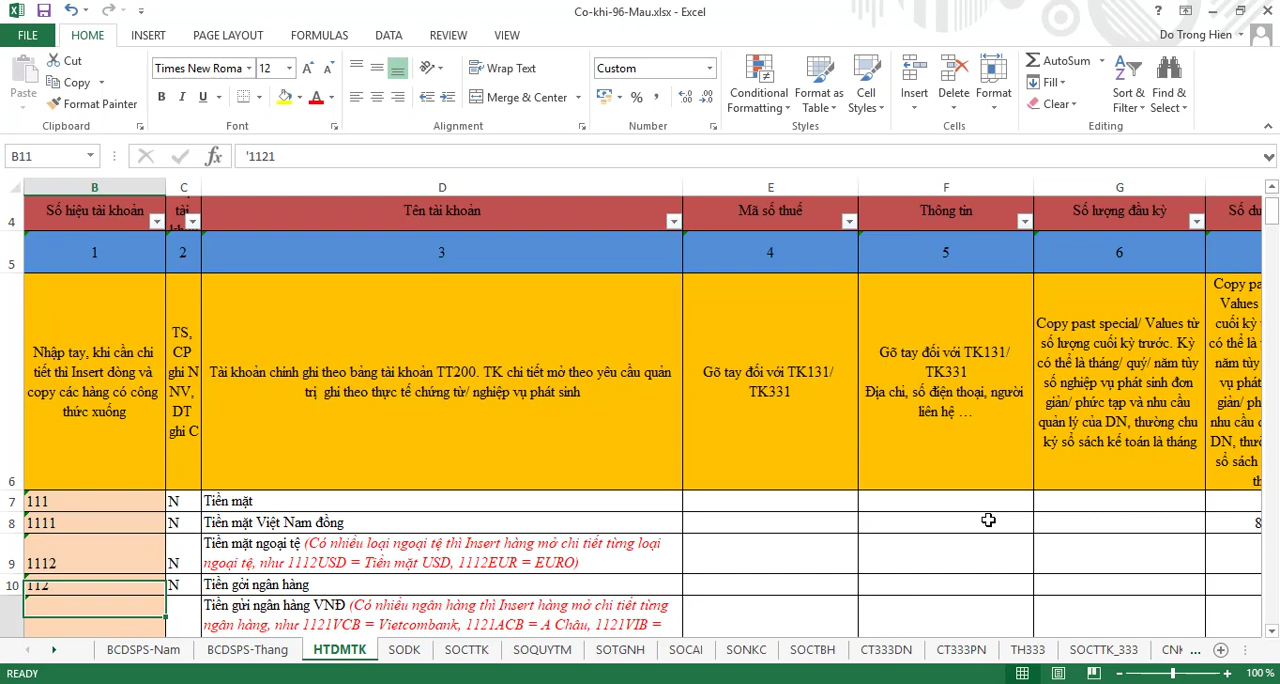 Co-khi-96-Mau.xlsx - Excel
FILE HOME INSERT PAGE LAYOUT FORMULAS DATA REVIEW VIEW Do Trong Hien
Paste
Cut
Copy
Format Painter
Clipboard
Times New Roma 12
B I U
Font
Wrap Text
Merge & Center
Alignment
Custom
%
Number
Conditional
Formatting
Format as
Table
Cell
Styles
Styles
Insert Delete Format
Cells
AutoSum
Fill
Clear
Sort &
Filter
Find &
Select
Editing
B11 fx '1121
B C D E F G
4 Số hiệu tài khoản tài Tên tài khoản Mã số thuế Thông tin Số lượng đầu kỳ
5 1 2 3 4 5 6
6
Nhập tay, khi cần chi
tiết thì Insert dòng và
copy các hàng có công
thức xuống
TS,
CP
ghi N
NV,
DT
ghi C
Tài khoản chính ghi theo bảng tài khoản TT200. TK chi tiết mở theo yêu cầu quản
trị ghi theo thực tế chứng từ/ nghiệp vụ phát sinh
Gõ tay đối với TK131/
TK331
Gõ tay đối với TK131/
TK331
Địa chỉ, số điện thoại, người
liên hệ …
Copy past special/ Values từ
số lượng cuối kỳ trước. Kỳ
có thể là tháng/ quý/ năm tùy
số nghiệp vụ phát sinh đơn
giản/ phức tạp và nhu cầu
quản lý của DN, thường chu
kỳ sổ sách kế toán là tháng
Copy pa
Values
cuối kỳ
có thể là
năm tùy
vụ phát
giản/ ph
nhu cầu
DN, thư
sổ sách
th
7 111 N Tiền mặt
8 1111 N Tiền mặt Việt Nam đồng 8
9 1112 N Tiền mặt ngoại tệ (Có nhiều loại ngoại tệ thì Insert hàng mở chi tiết từng loại
ngoại tệ, như 1112USD = Tiền mặt USD, 1112EUR = EURO)
10 112 N Tiền gởi ngân hàng
Tiền gửi ngân hàng VNĐ (Có nhiều ngân hàng thì Insert hàng mở chi tiết từng
ngân hàng, như 1121VCB = Vietcombank, 1121ACB = A Châu, 1121VIB =
BCDSPS-Nam BCDSPS-Thang HTDMTK SODK SOCTTK SOQUYTM SOTGNH SOCAI SONKC SOCTBH CT333DN CT333PN TH333 SOCTTK_333 CNK ...
READY 100 %